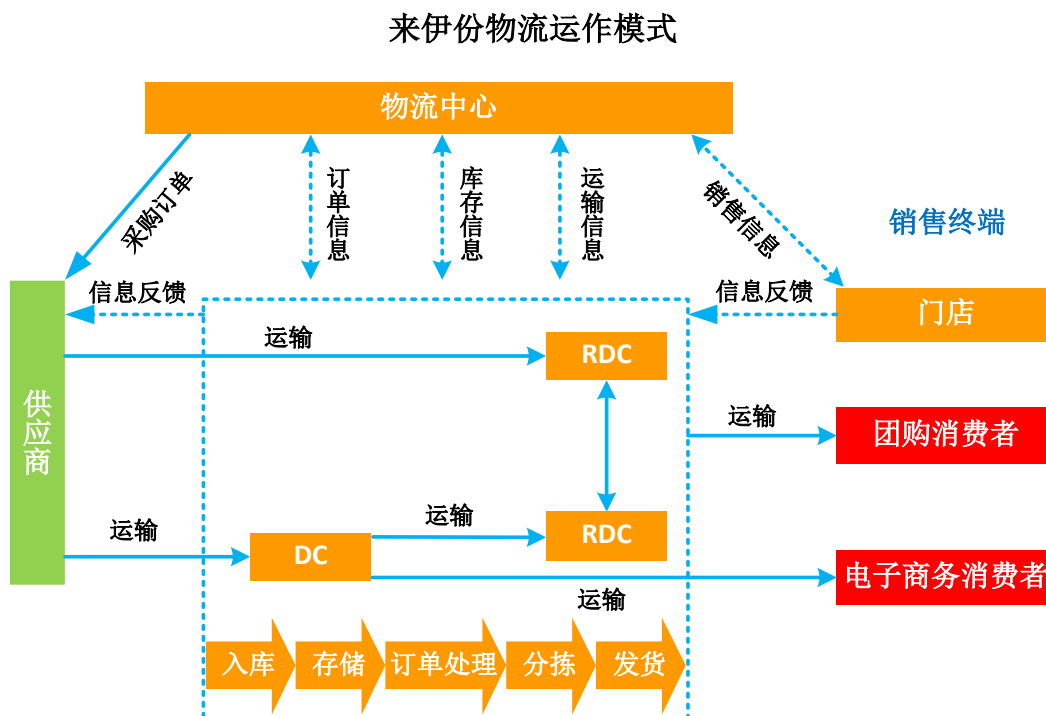 来伊份物流运作模式
物流中心
采购订单
订单信息
库存信息
运输信息
销售信息
销售终端
信息反馈
信息反馈
门店
运输
RDC
供应商
运输
团购消费者
运输
运输
RDC
DC
电子商务消费者
运输
入库
存储
订单处理
分拣
发货